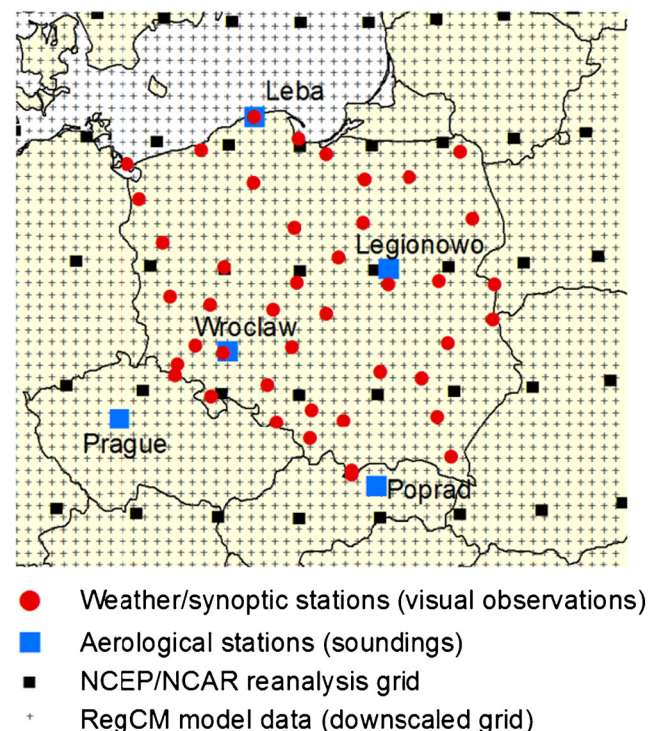 Leba
Legionowo
Wroclaw
Prague
Poprad
Weather/synoptic stations (visual observations)
Aerological stations (soundings)
NCEP/NCAR reanalysis grid
RegCM model data (downscaled grid)